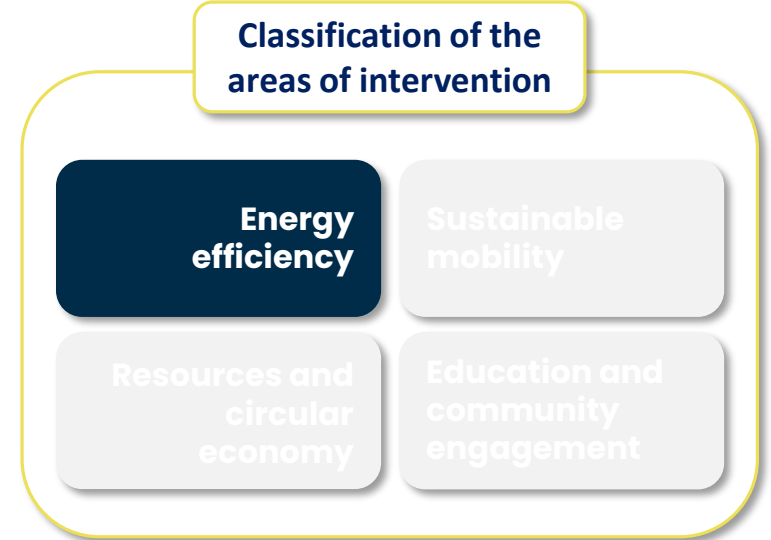 Classification of the
areas of intervention
Energy
efficiency
Sustainable
mobility
Resources and
circular
economy
Education and
community
engagement